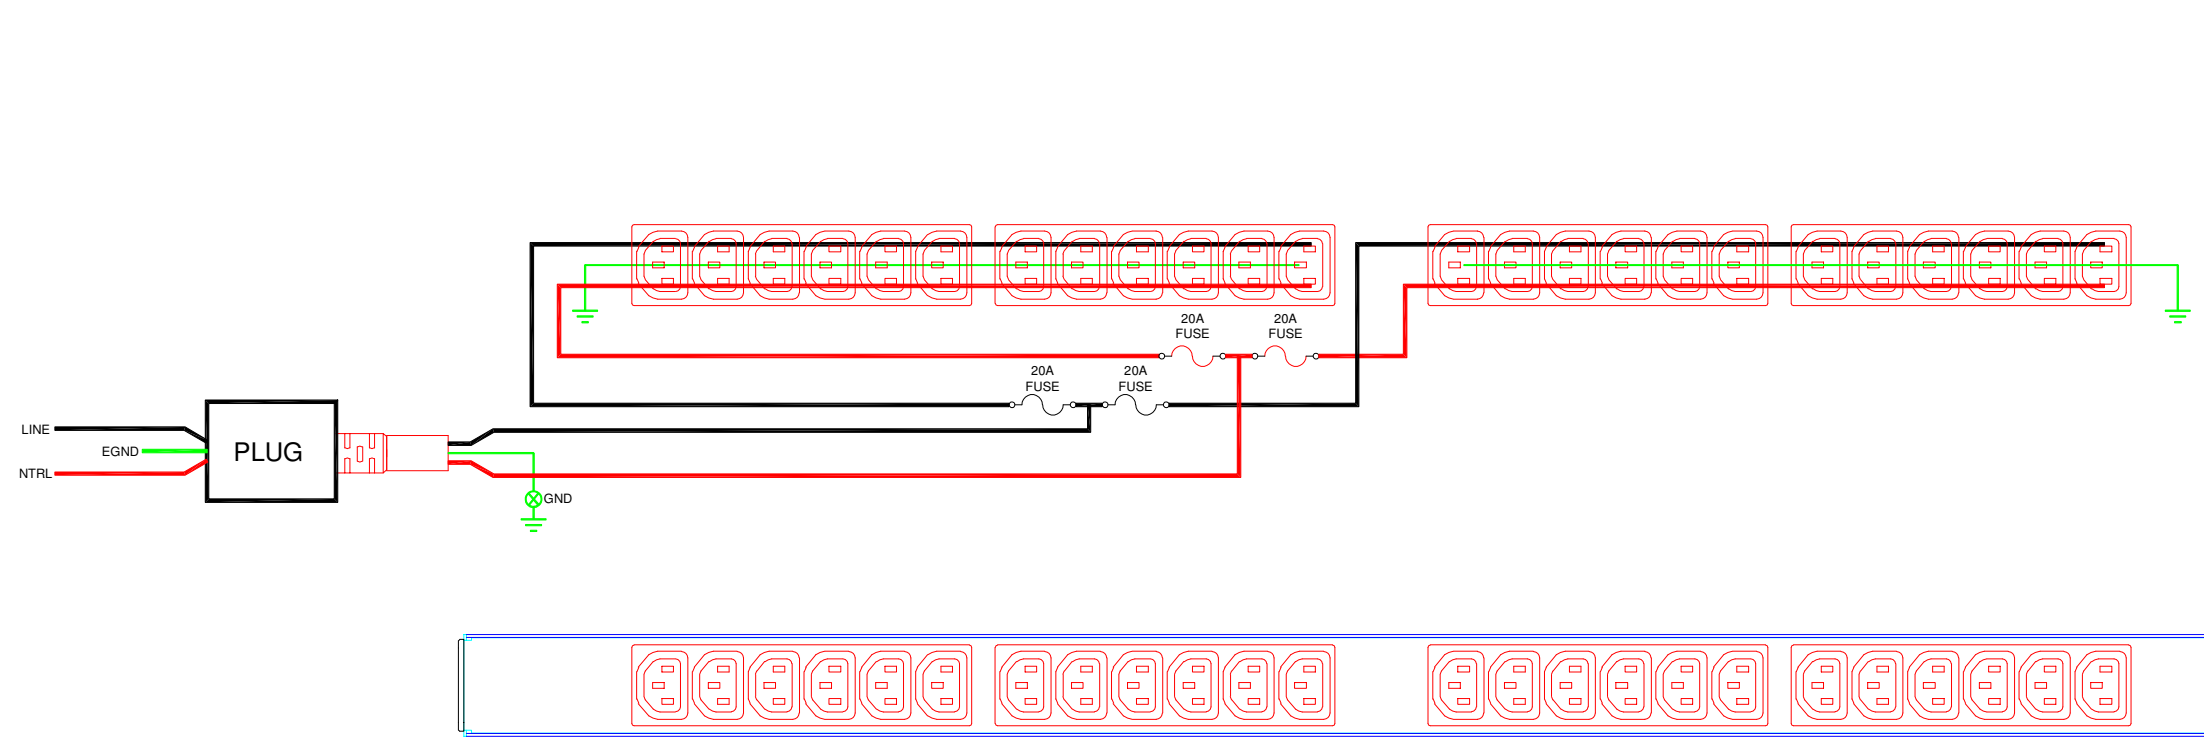 20A
FUSE
20A
FUSE
20A
FUSE
20A
FUSE
LINE
EGND
NTRL
PLUG
GND